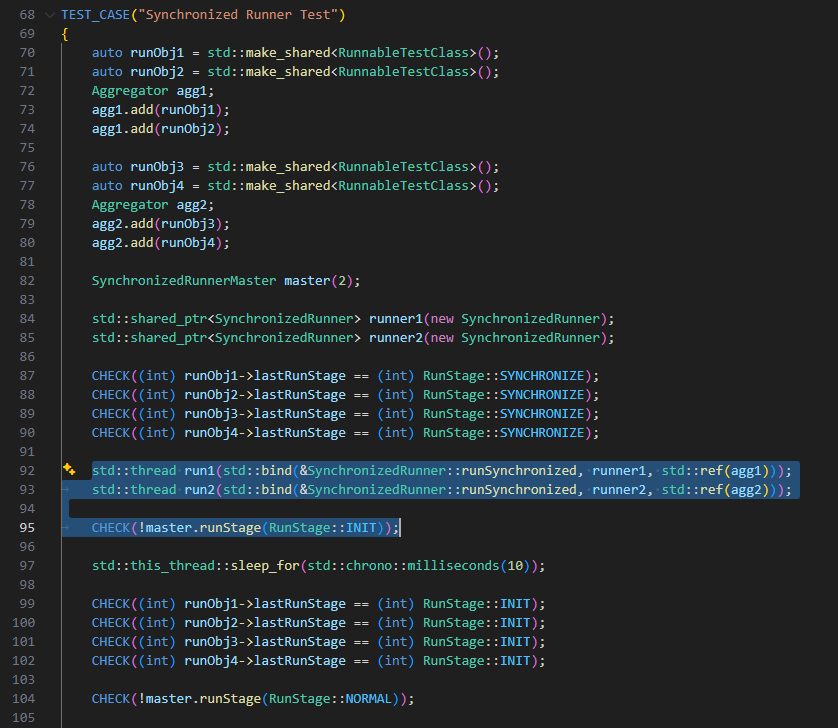 68 TEST_CASE("Synchronized Runner Test")
69 {
70 auto runObj1 = std::make_shared<RunnableTestClass>();
71 auto runObj2 = std::make_shared<RunnableTestClass>();
72 Aggregator agg1;
73 agg1.add(runObj1);
74 agg1.add(runObj2);
75
76 auto runObj3 = std::make_shared<RunnableTestClass>();
77 auto runObj4 = std::make_shared<RunnableTestClass>();
78 Aggregator agg2;
79 agg2.add(runObj3);
80 agg2.add(runObj4);
81
82 SynchronizedRunnerMaster master(2);
83
84 std::shared_ptr<SynchronizedRunner> runner1(new SynchronizedRunner);
85 std::shared_ptr<SynchronizedRunner> runner2(new SynchronizedRunner);
86
87 CHECK((int) runObj1->lastRunStage == (int) RunStage::SYNCHRONIZE);
88 CHECK((int) runObj2->lastRunStage == (int) RunStage::SYNCHRONIZE);
89 CHECK((int) runObj3->lastRunStage == (int) RunStage::SYNCHRONIZE);
90 CHECK((int) runObj4->lastRunStage == (int) RunStage::SYNCHRONIZE);
91
92 std::thread run1(std::bind(&SynchronizedRunner::runSynchronized, runner1, std::ref(agg1)));
93 std::thread run2(std::bind(&SynchronizedRunner::runSynchronized, runner2, std::ref(agg2)));
94
95 CHECK(!master.runStage(RunStage::INIT));
96
97 std::this_thread::sleep_for(std::chrono::milliseconds(10));
98
99 CHECK((int) runObj1->lastRunStage == (int) RunStage::INIT);
100 CHECK((int) runObj2->lastRunStage == (int) RunStage::INIT);
101 CHECK((int) runObj3->lastRunStage == (int) RunStage::INIT);
102 CHECK((int) runObj4->lastRunStage == (int) RunStage::INIT);
103
104 CHECK(!master.runStage(RunStage::NORMAL));
105